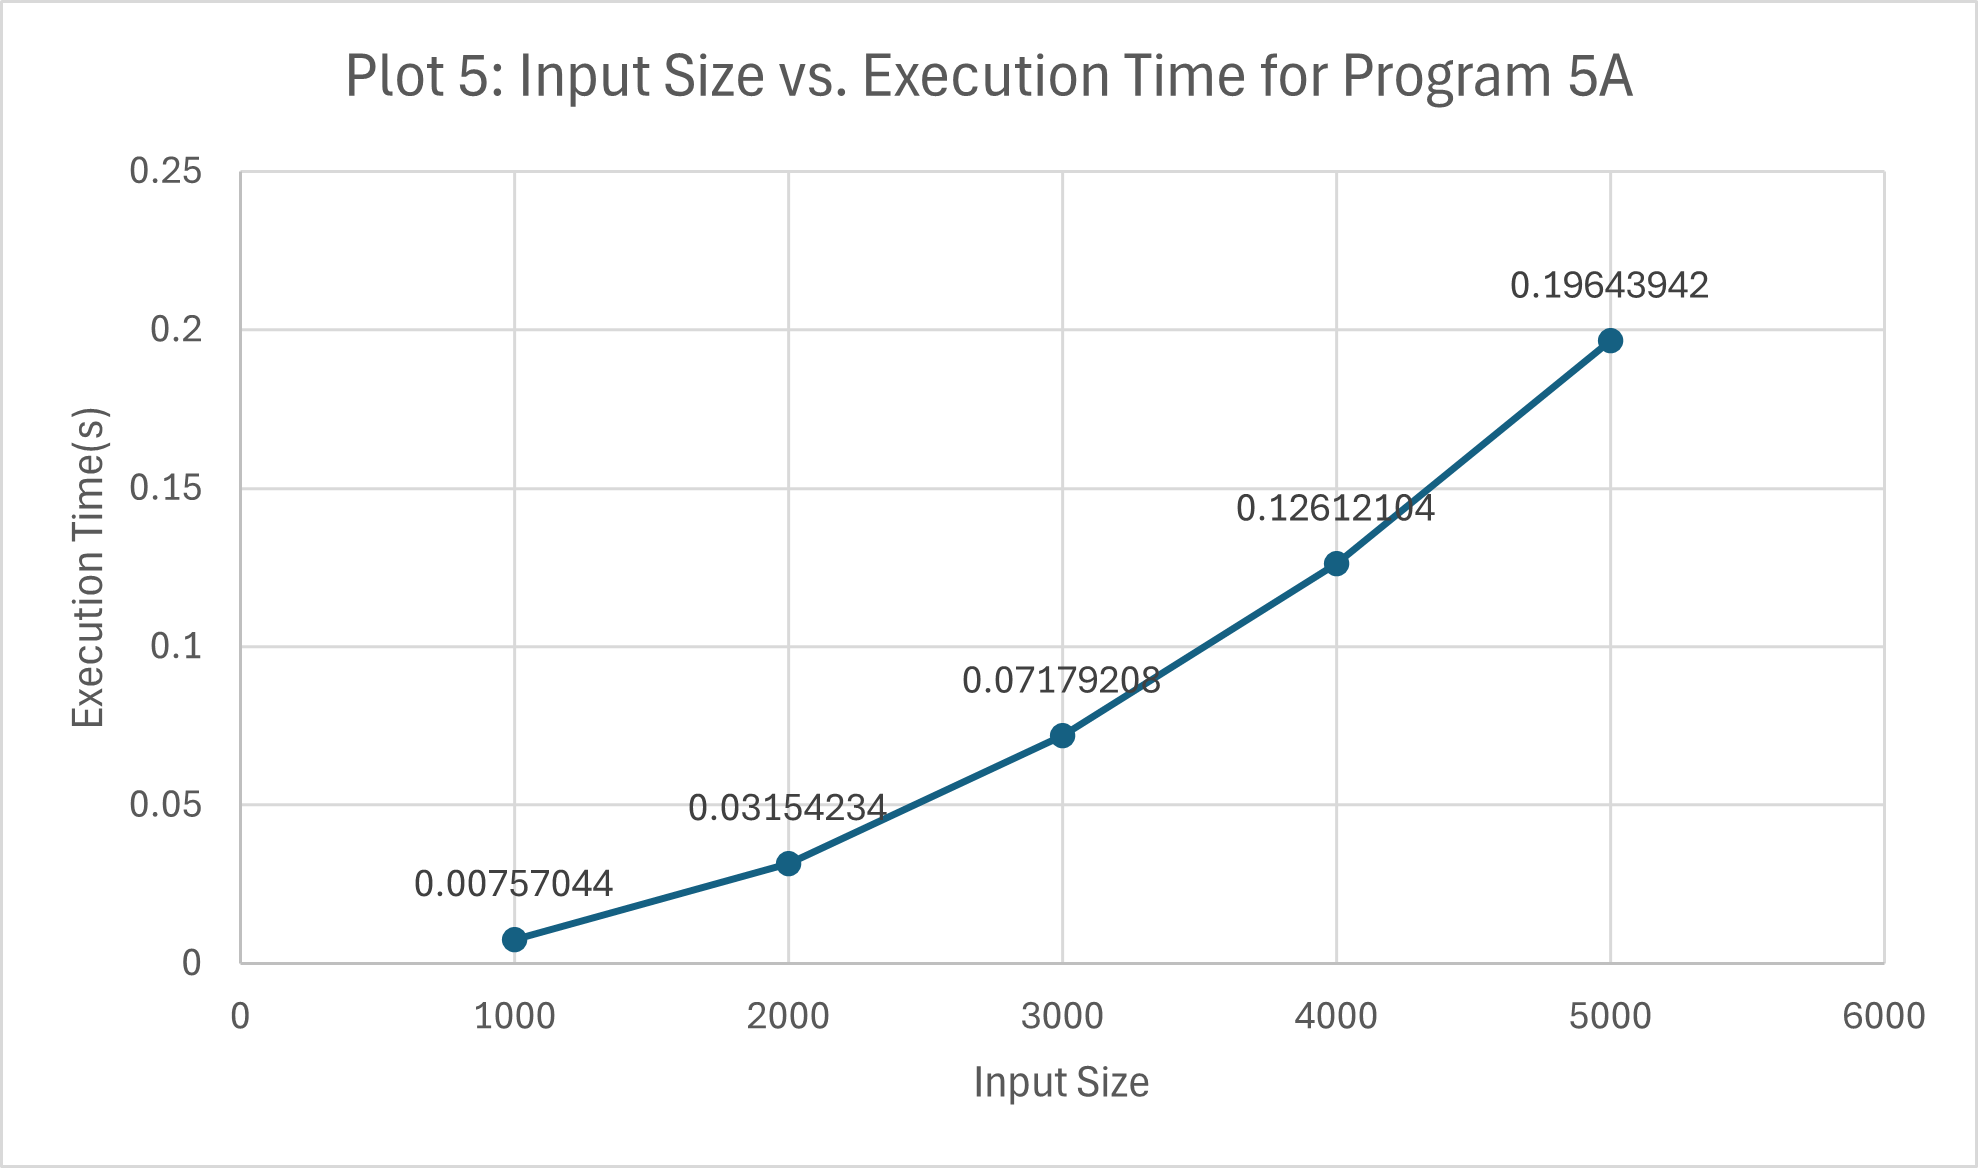 Plot 5: Input Size vs. Execution Time for Program 5A
0.25
0.2
0.15
0.1
0.05
0
Execution Time(s)
0.19643942
0.12612104
0.07179208
0.03154234
0.00757044
0 1000 2000 3000 4000 5000 6000
Input Size